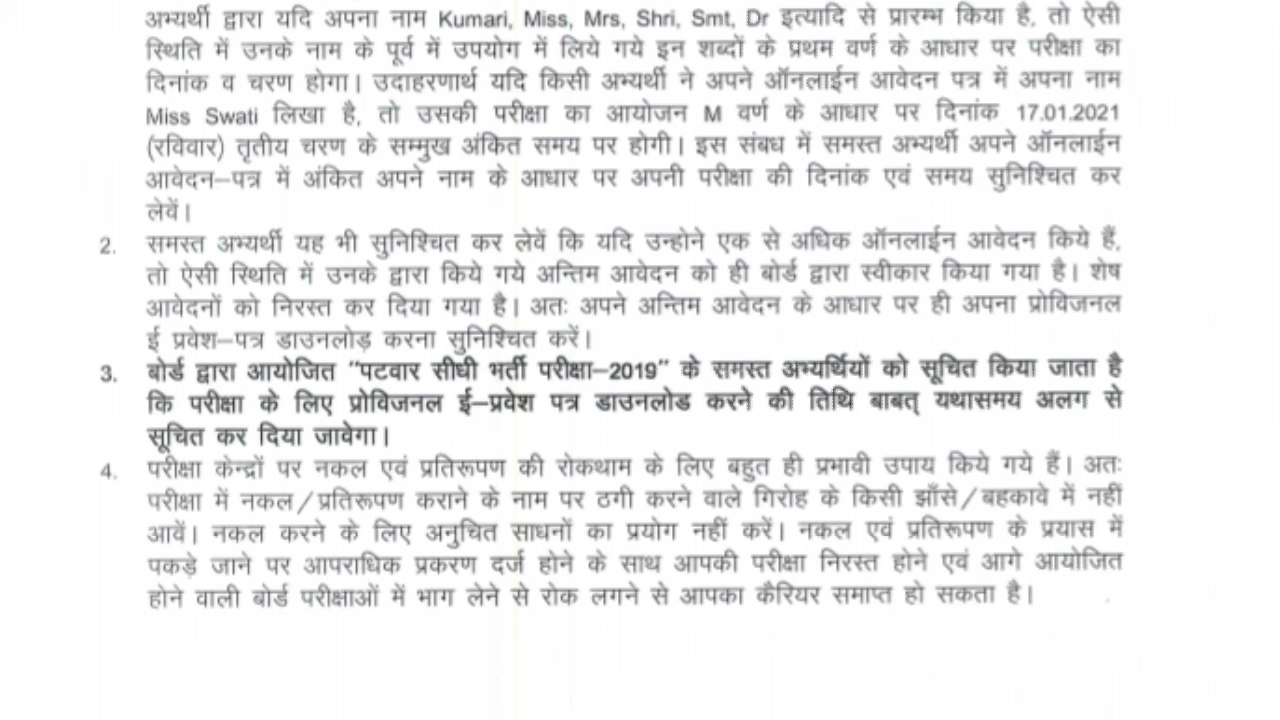 अभ्यर्थी द्वारा यदि अपना नाम Kumari, Miss, Mrs, Shri, Smt, Dr इत्यादि से प्रारम्भ किया है, तो ऐसी
स्थिति में उनके नाम के पूर्व में उपयोग में लिये गये इन शब्दों के प्रथम वर्ण के आधार पर परीक्षा का
दिनांक व चरण होगा। उदाहरणार्थ यदि किसी अभ्यर्थी ने अपने ऑनलाईन आवेदन पत्र में अपना नाम
Miss Swati लिखा है, तो उसकी परीक्षा का आयोजन M वर्ण के आधार पर दिनांक 17.01.2021
(रविवार) तृतीय चरण के सम्मुख अंकित समय पर होगी। इस संबध में समस्त अभ्यर्थी अपने ऑनलाईन
आवेदन–पत्र में अंकित अपने नाम के आधार पर अपनी परीक्षा की दिनांक एवं समय सुनिश्चित कर
लेवें।
2. समस्त अभ्यर्थी यह भी सुनिश्चित कर लेवें कि यदि उन्होने एक से अधिक ऑनलाईन आवेदन किये हैं,
तो ऐसी स्थिति में उनके द्वारा किये गये अन्तिम आवेदन को ही बोर्ड द्वारा स्वीकार किया गया है। शेष
आवेदनों को निरस्त कर दिया गया है। अतः अपने अन्तिम आवेदन के आधार पर ही अपना प्रोविजनल
ई प्रवेश–पत्र डाउनलोड़ करना सुनिश्चित करें।
3. बोर्ड द्वारा आयोजित "पटवार सीधी भर्ती परीक्षा–2019" के समस्त अभ्यर्थियों को सूचित किया जाता है
कि परीक्षा के लिए प्रोविजनल ई–प्रवेश पत्र डाउनलोड करने की तिथि बाबत् यथासमय अलग से
सूचित कर दिया जावेगा।
4. परीक्षा केन्द्रों पर नकल एवं प्रतिरूपण की रोकथाम के लिए बहुत ही प्रभावी उपाय किये गये हैं। अतः
परीक्षा में नकल/प्रतिरूपण कराने के नाम पर ठगी करने वाले गिरोह के किसी झाँसे/बहकावे में नहीं
आवें। नकल करने के लिए अनुचित साधनों का प्रयोग नहीं करें। नकल एवं प्रतिरूपण के प्रयास में
पकड़े जाने पर आपराधिक प्रकरण दर्ज होने के साथ आपकी परीक्षा निरस्त होने एवं आगे आयोजित
होने वाली बोर्ड परीक्षाओं में भाग लेने से रोक लगने से आपका कैरियर समाप्त हो सकता है।